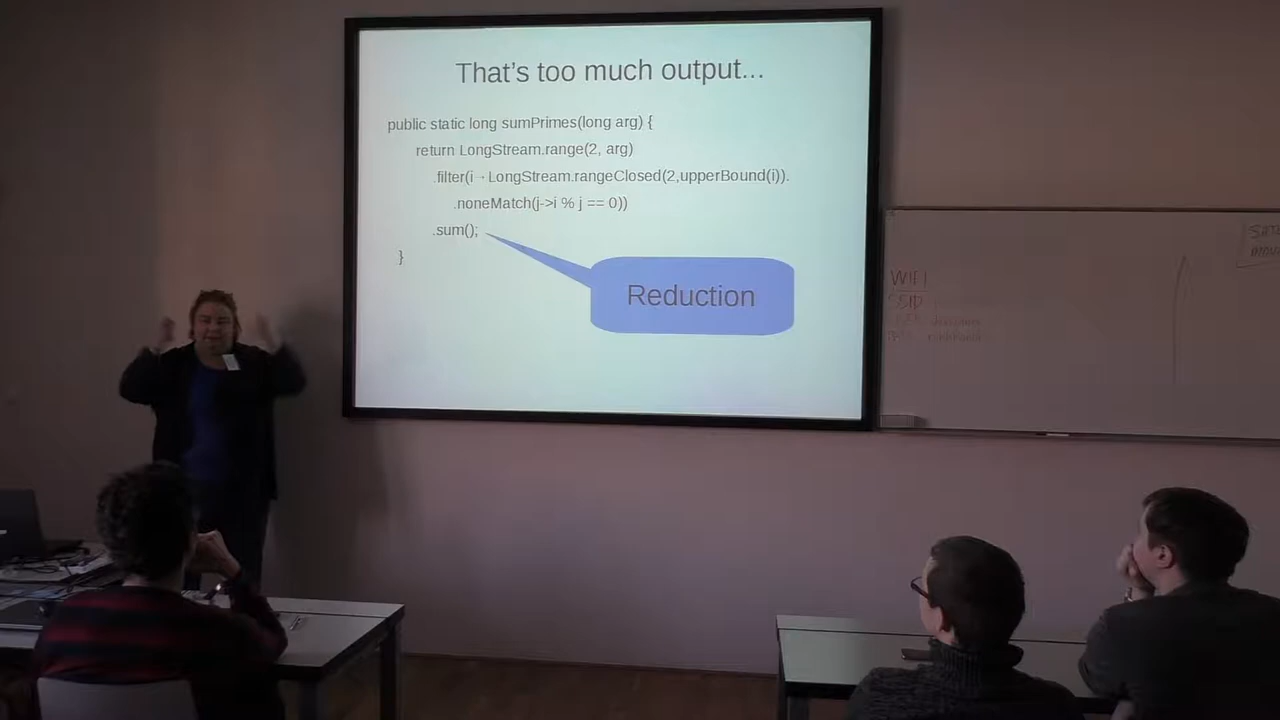 That's too much output...
public static long sumPrimes(long arg) {
return LongStream.range(2, arg)
.filter(i→LongStream.rangeClosed(2,upperBound(i)).
.noneMatch(j->i % j == 0))
.sum();
}
Reduction
WIFI
SSID